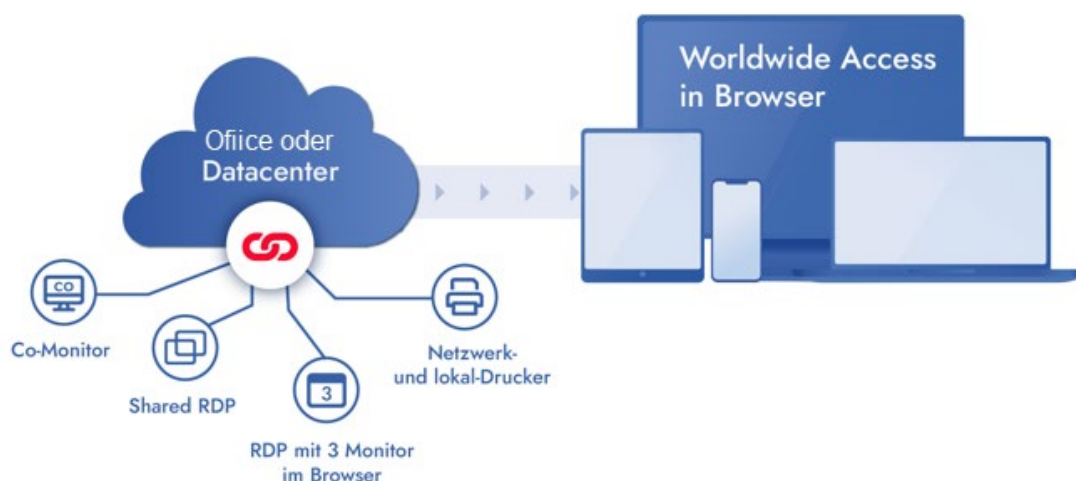 Ofiice oder
Datacenter
Worldwide Access
in Browser
CO
Co-Monitor
Shared RDP
3
RDP mit 3 Monitor
im Browser
Netzwerk-
und lokal-Drucker